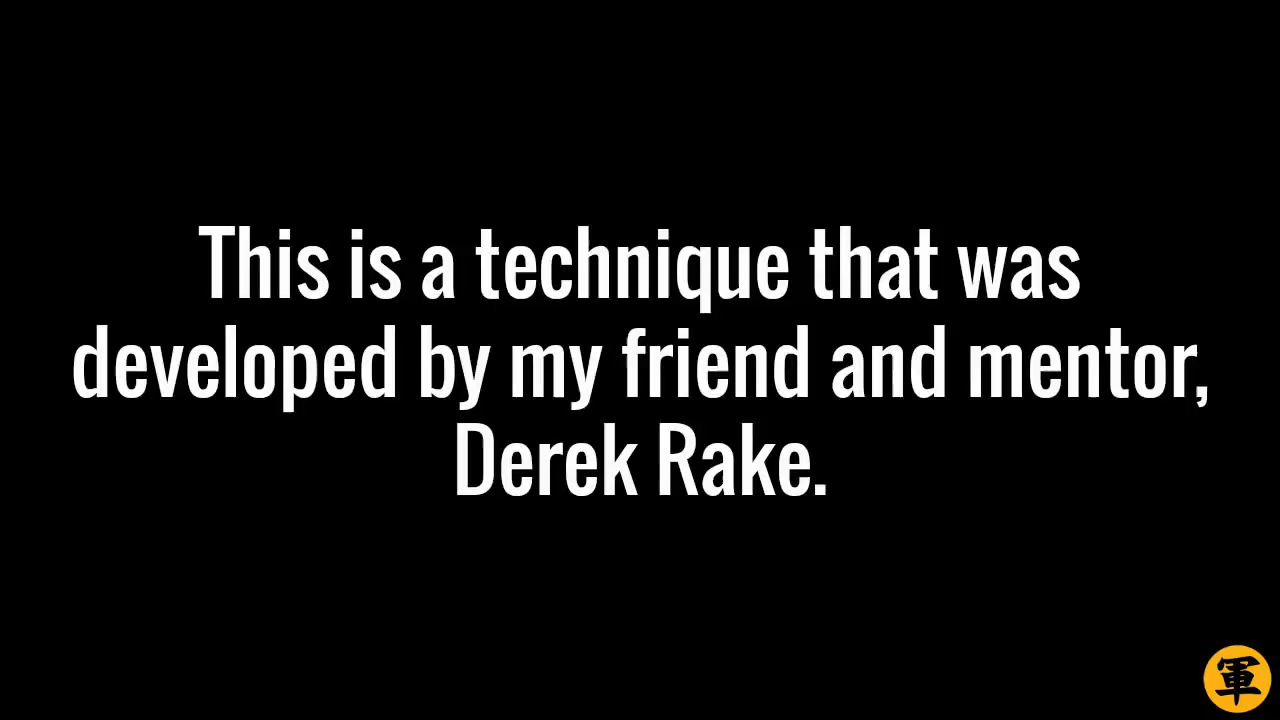 This is a technique that was
developed by my friend and mentor,
Derek Rake.
軍